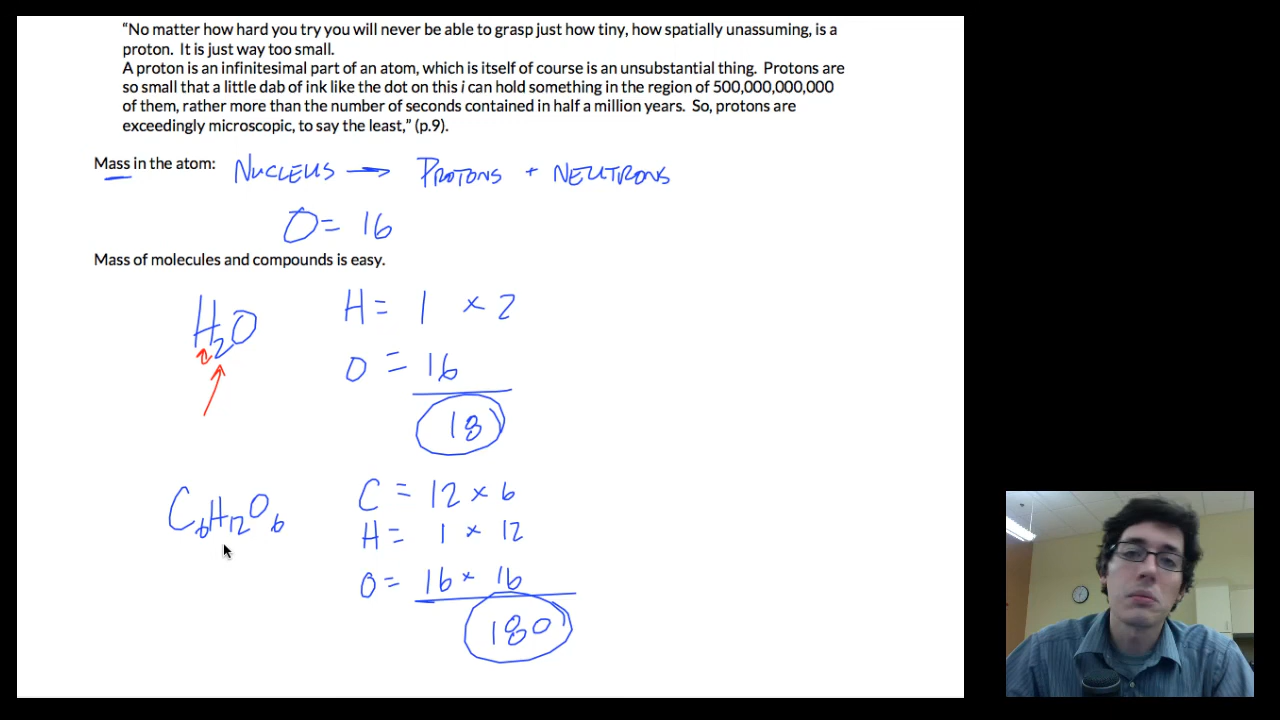 “No matter how hard you try you will never be able to grasp just how tiny, how spatially unassuming, is a
proton.  It is just way too small.
A proton is an infinitesimal part of an atom, which is itself of course is an unsubstantial thing.  Protons are
so small that a little dab of ink like the dot on this i can hold something in the region of 500,000,000,000
of them, rather more than the number of seconds contained in half a million years.  So, protons are
exceedingly microscopic, to say the least,” (p.9).
Mass in the atom: NUCLEUS → PROTONS + NEUTRONS
O = 16
Mass of molecules and compounds is easy.
H₂O
H = 1 × 2
O = 16
18
C₆H₁₂O₆
C = 12 × 6
H = 1 × 12
O = 16 × 16
180